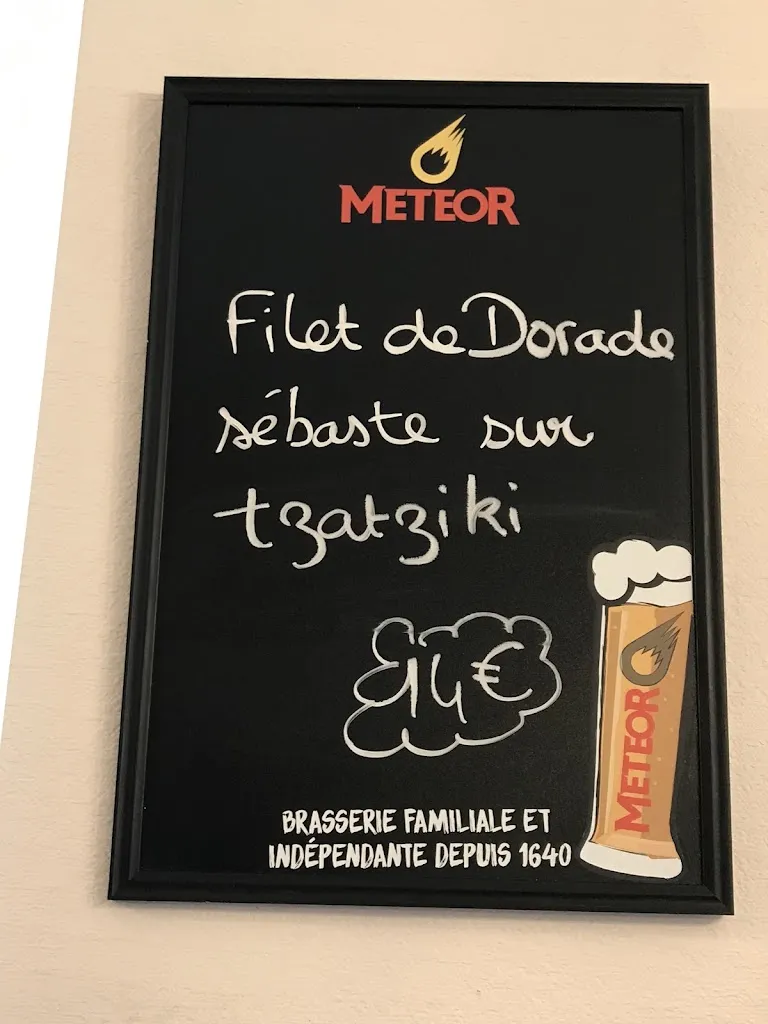 METEOR
Filet de Dorade
sébaste sur
tzatziki
14€
METEOR
BRASSERIE FAMILIALE ET
INDÉPENDANTE DEPUIS 1640